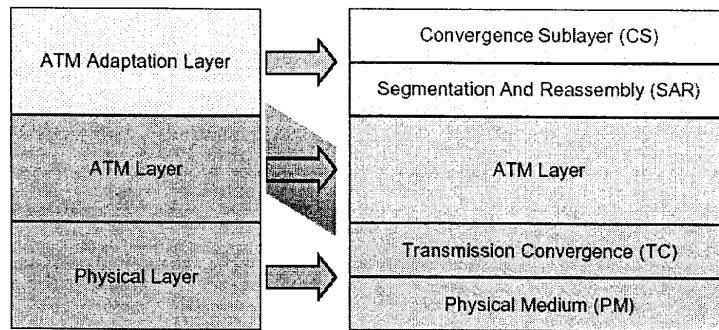 ATM Adaptation Layer
ATM Layer
Physical Layer
Convergence Sublayer (CS)
Segmentation And Reassembly (SAR)
ATM Layer
Transmission Convergence (TC)
Physical Medium (PM)